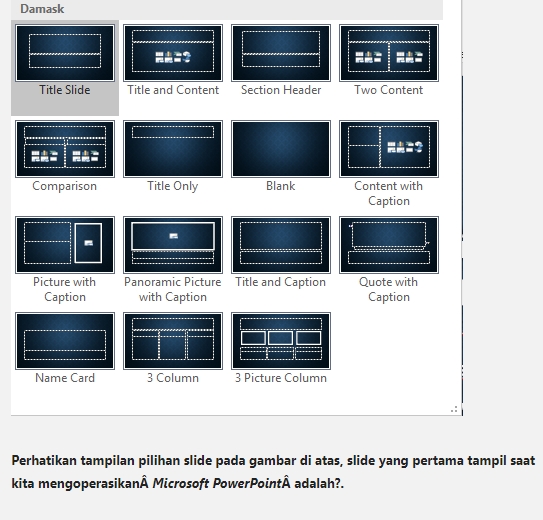 Damask
Title Slide Title and Content Section Header Two Content
Comparison Title Only Blank Content with
Caption
Picture with Panoramic Picture Title and Caption Quote with
Caption with Caption Caption
Name Card 3 Column 3 Picture Column
Perhatikan tampilan pilihan slide pada gambar di atas, slide yang pertama tampil saat
kita mengoperasikanÂ Microsoft PowerPointÂ adalah?.